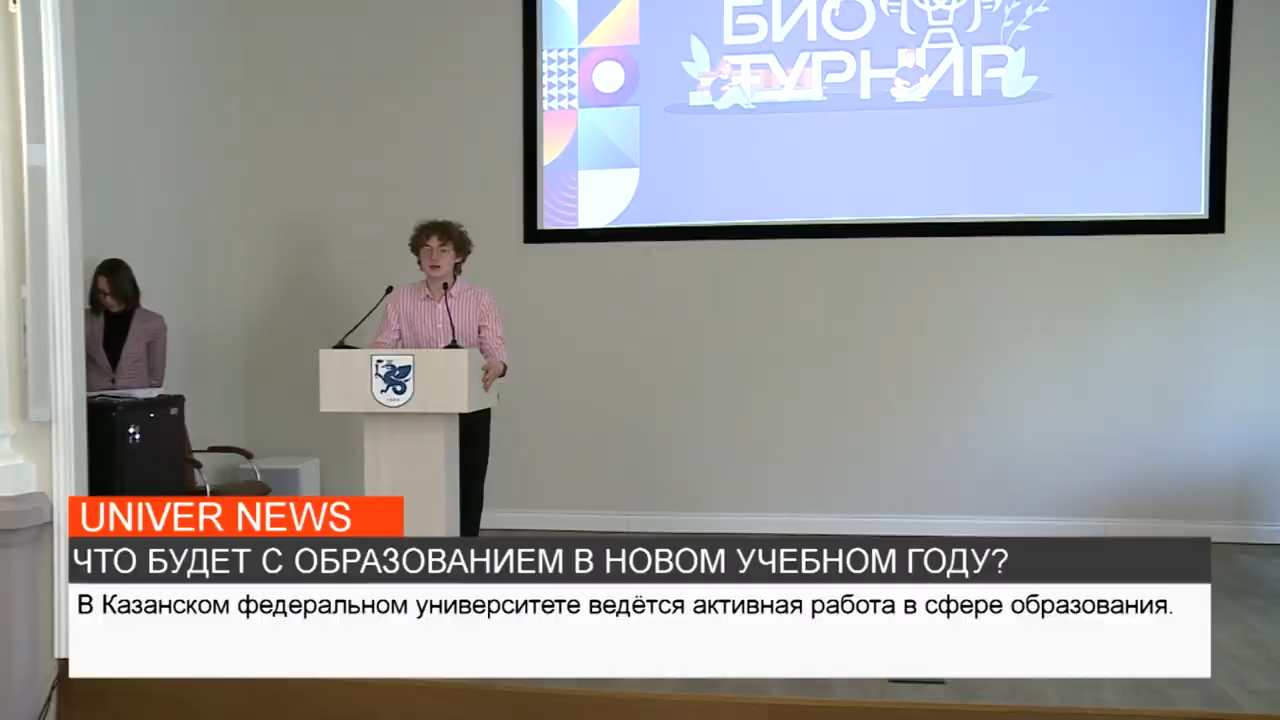 БИО
ТУРНИР
UNIVER NEWS
ЧТО БУДЕТ С ОБРАЗОВАНИЕМ В НОВОМ УЧЕБНОМ ГОДУ?
В Казанском федеральном университете ведётся активная работа в сфере образования.